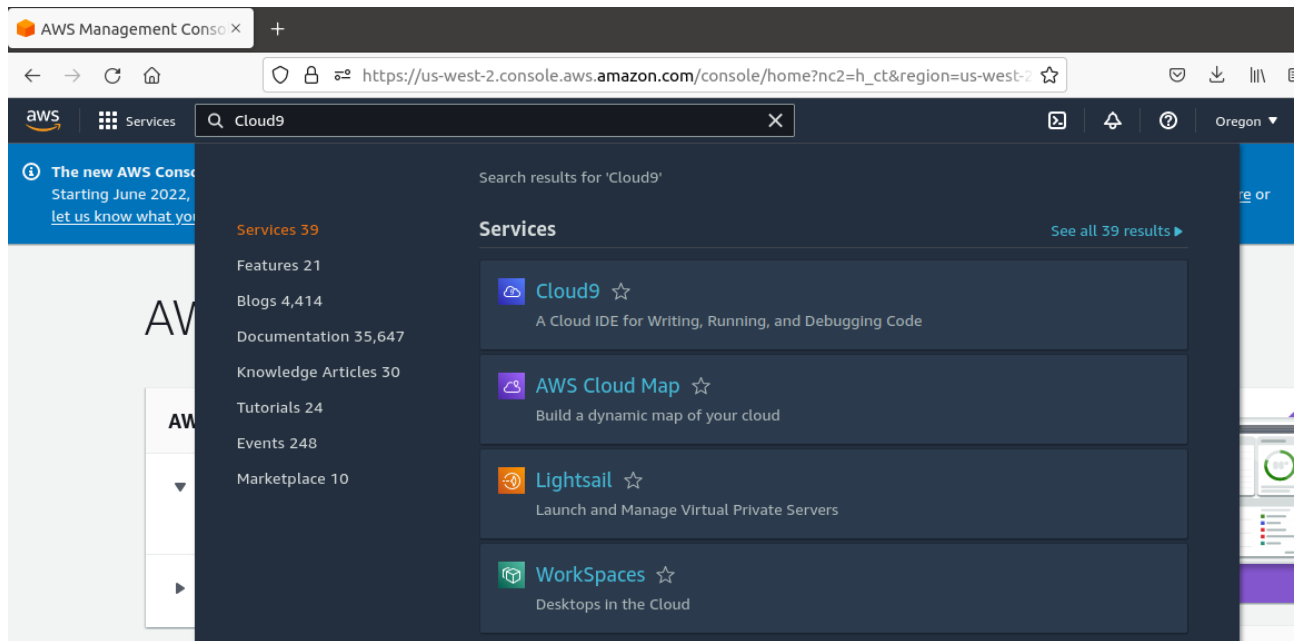 AWS Management Conso
https://us-west-2.console.aws.amazon.com/console/home?nc2=h_ct&region=us-west-2
aws Services Cloud9 Oregon
The new AWS Conso
Starting June 2022,
let us know what you
re or
Search results for 'Cloud9'
Services 39
Features 21
Blogs 4,414
Documentation 35,647
Knowledge Articles 30
Tutorials 24
Events 248
Marketplace 10
Services
See all 39 results
Cloud9
A Cloud IDE for Writing, Running, and Debugging Code
AWS Cloud Map
Build a dynamic map of your cloud
Lightsail
Launch and Manage Virtual Private Servers
WorkSpaces
Desktops in the Cloud
AW
AW